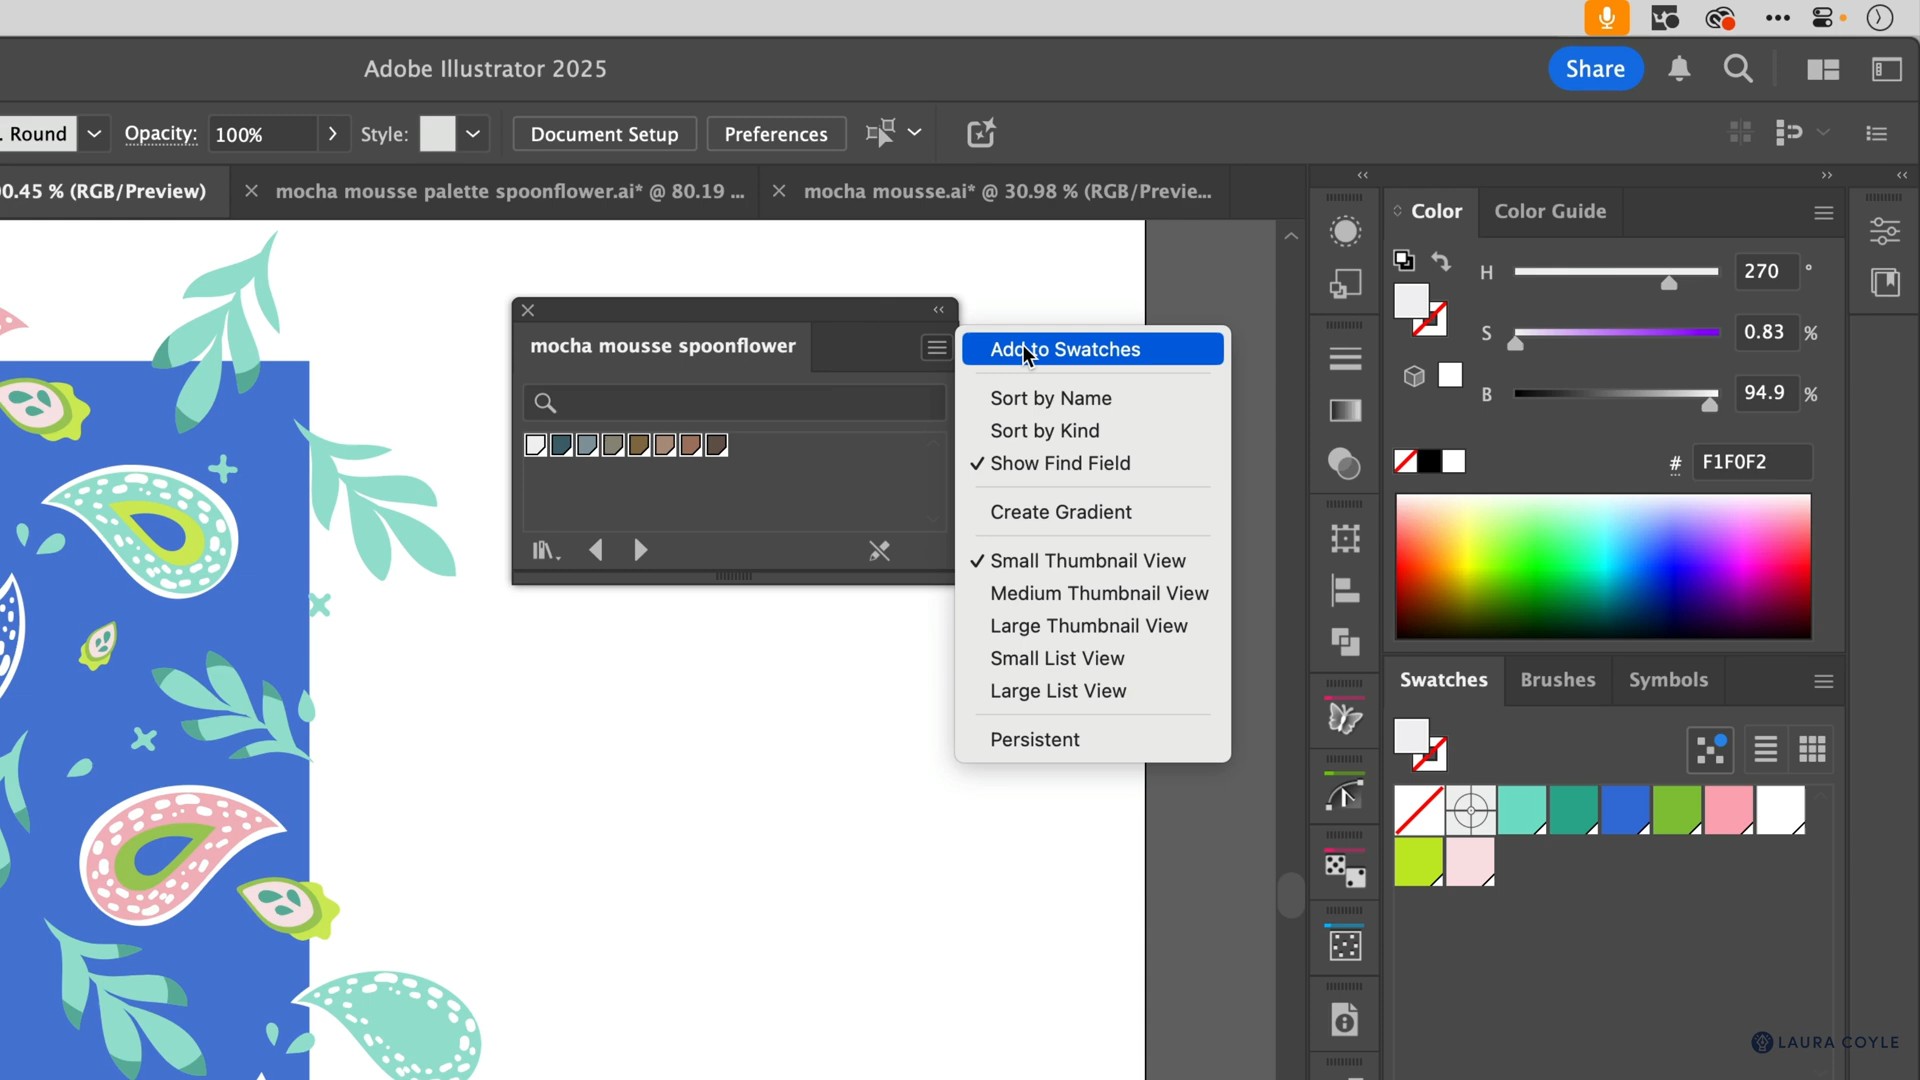 Adobe Illustrator 2025
Share
. Round
Opacity:
100%
Style:
Document Setup
Preferences
0.45 % (RGB/Preview)
mocha mousse palette spoonflower.ai* @ 80.19 ...
mocha mousse.ai* @ 30.98 % (RGB/Previe...
mocha mousse spoonflower
Add to Swatches
Sort by Name
Sort by Kind
Show Find Field
Create Gradient
Small Thumbnail View
Medium Thumbnail View
Large Thumbnail View
Small List View
Large List View
Persistent
Color
Color Guide
H 270 °
S 0.83 %
B 94.9 %
# F1F0F2
Swatches
Brushes
Symbols
LAURA COYLE